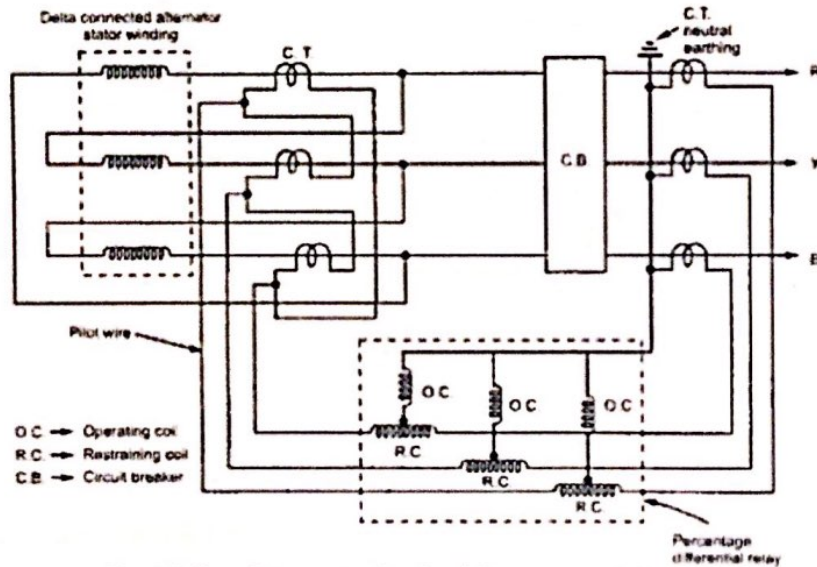 Delta connected alternator
stator winding
C.T.
C.T.
neutral
earthing
R
Y
C.B.
B
Pilot wire
O.C.
O.C
O.C
R.C.
R.C.
R.C.
O.C. → Operating coil
R.C. → Restraining coil
C.B. → Circuit breaker
Percentage
differential relay